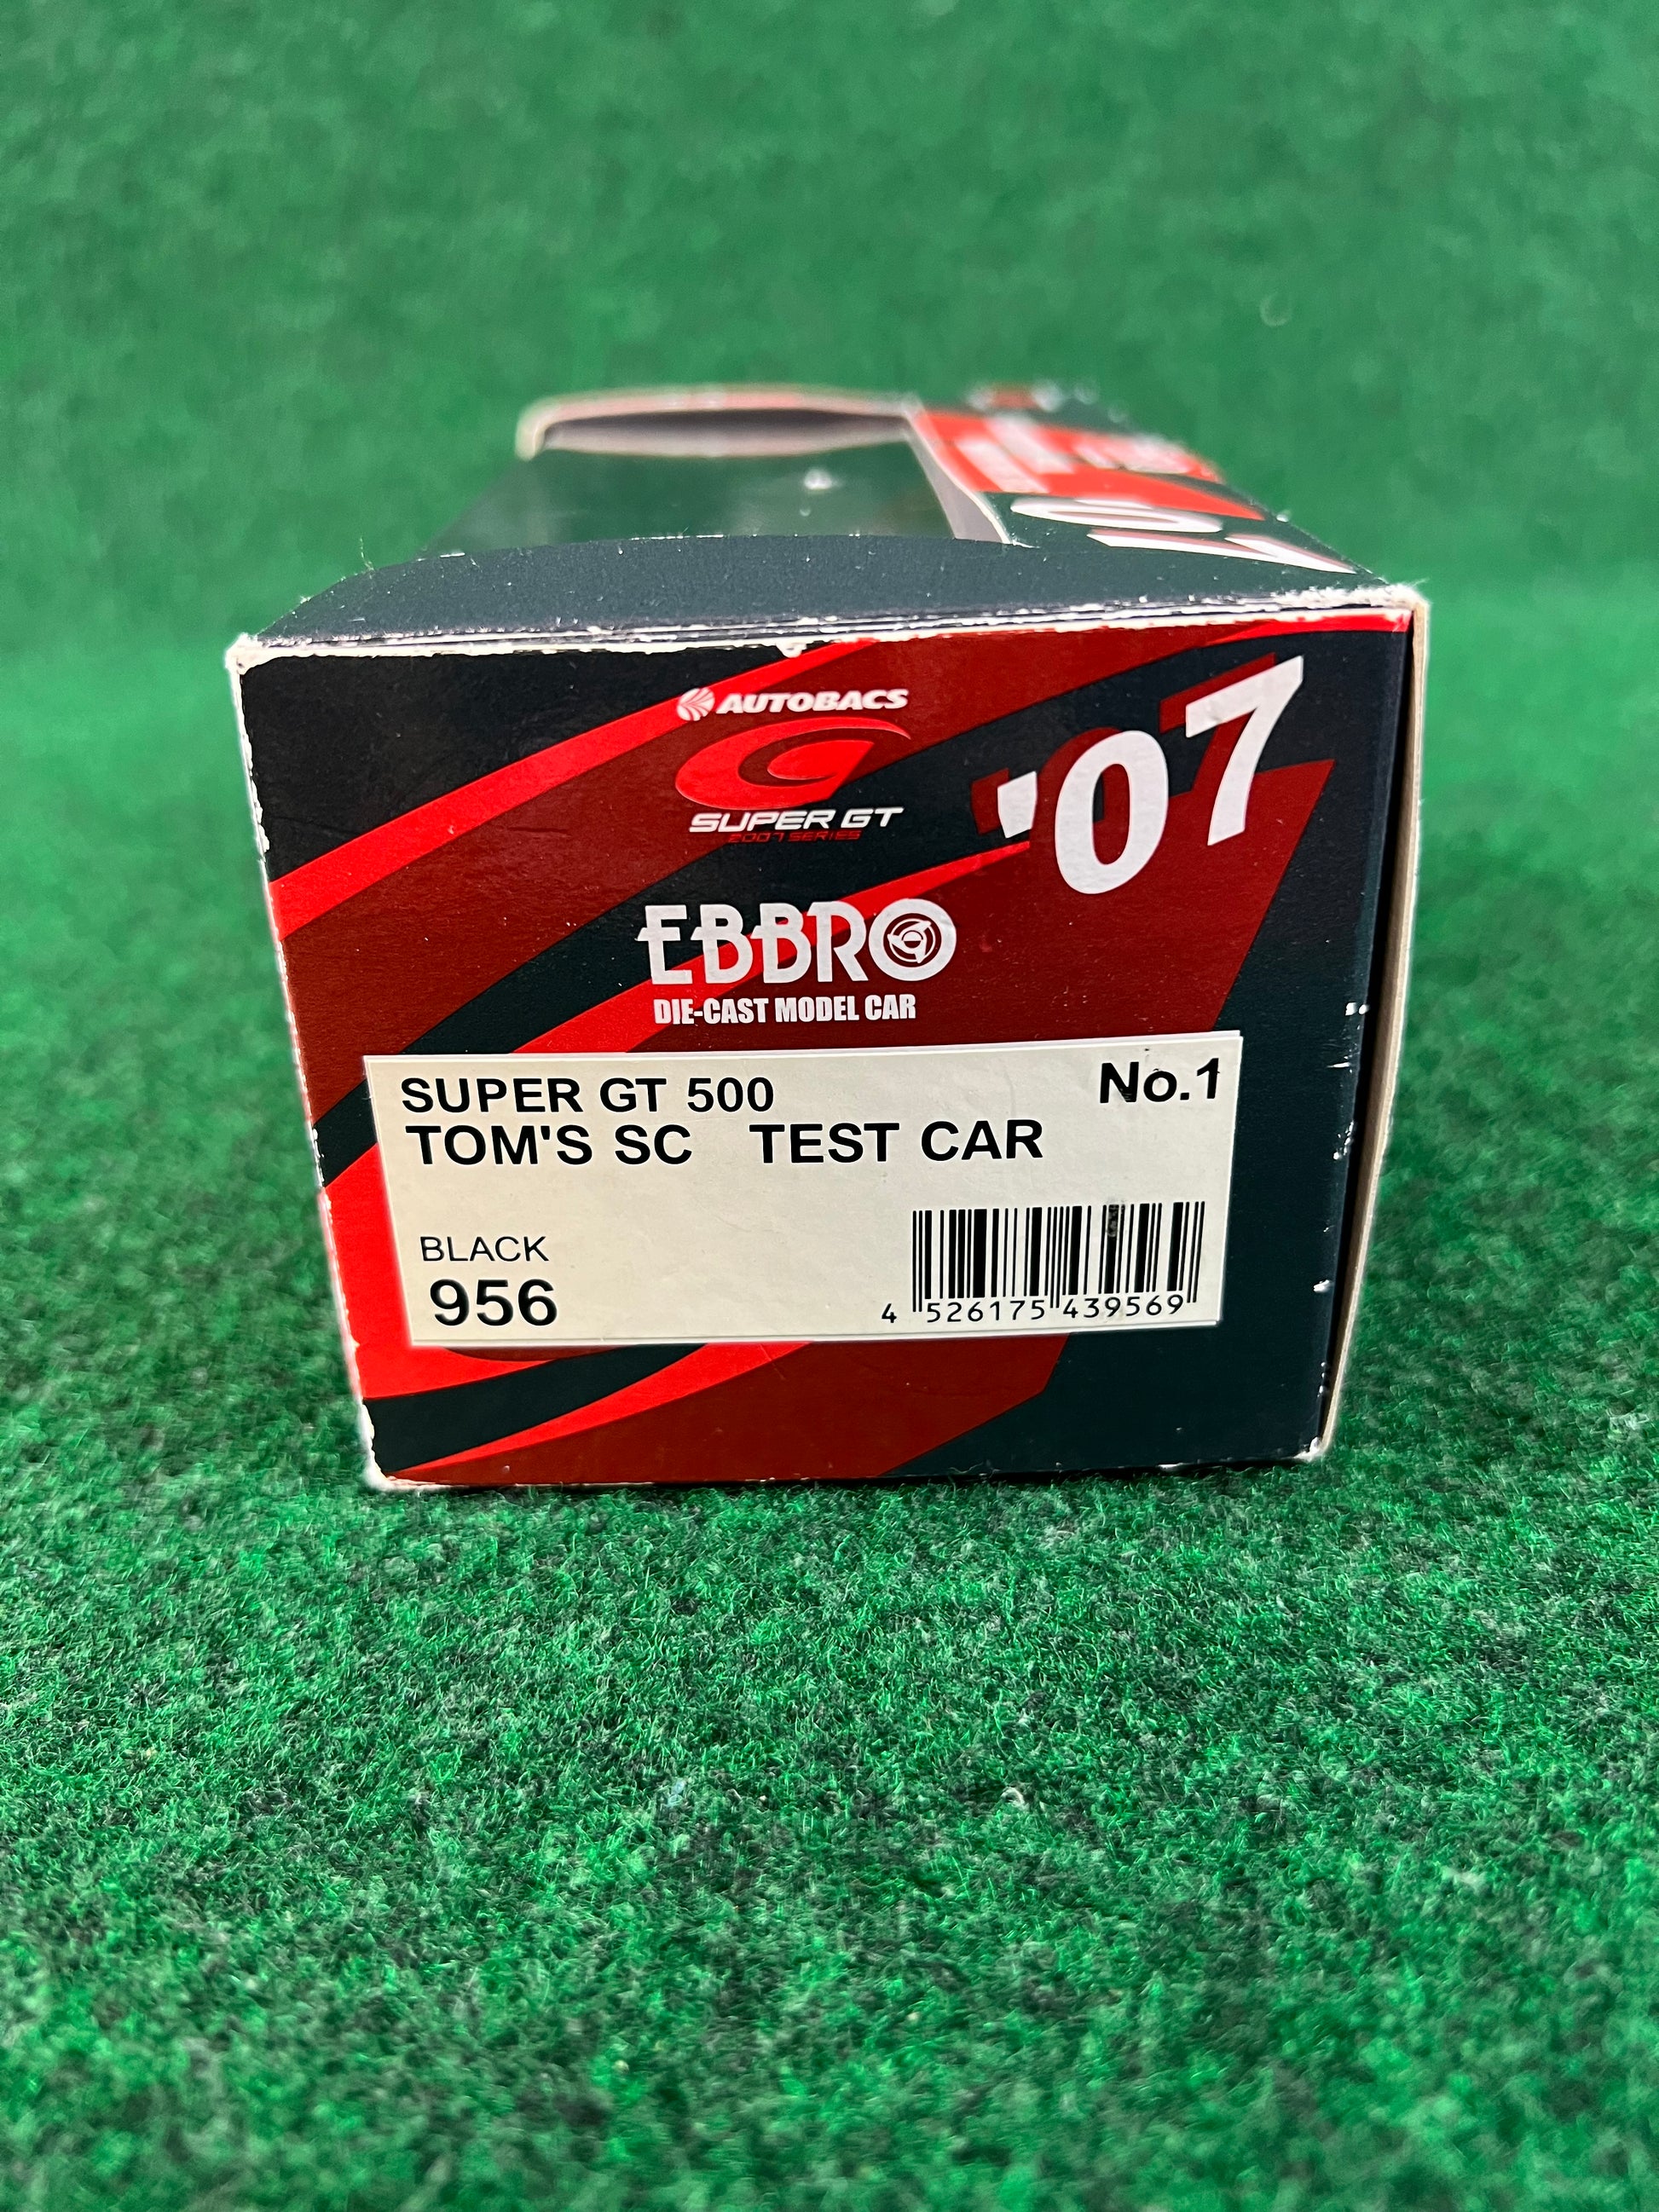 AUTOBACS
SUPER GT
2007 SERIES
'07
EBBRO
DIE-CAST MODEL CAR
SUPER GT 500 No.1
TOM'S SC TEST CAR
BLACK
956
4 526175 439569